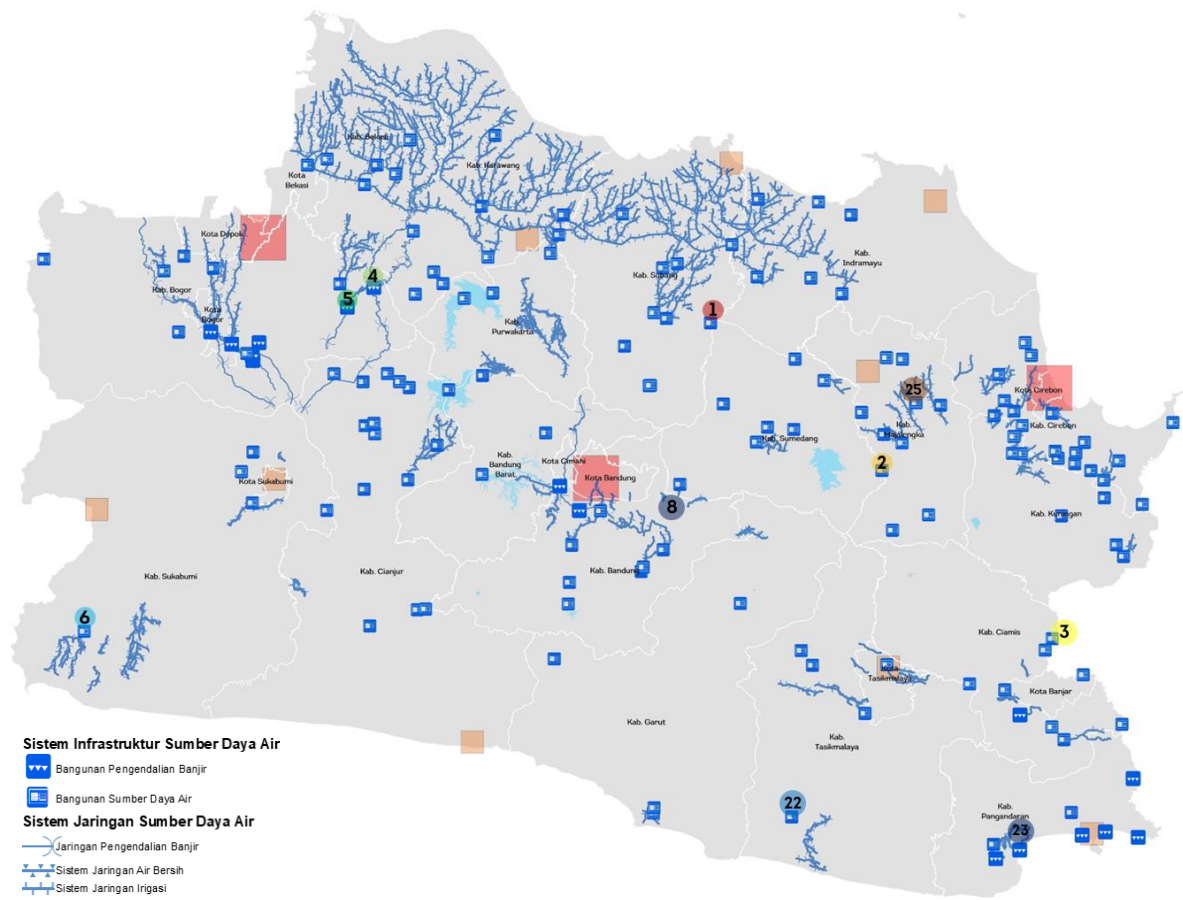 Kab. Bekasi
Kab. Karawang
Kota
Bekasi
Kota Depok
Kab.
Indramayu
4
Kab. Subang
Kab. Bogor
5
Kota
Bogor
1
Kab.
Purwakarta
25
Kota Cirebon
Kab. Cirebon
Kab.
Majalengka
Kab. Sumedang
Kab.
Bandung
Barat
Kota Cimahi
2
Kota Bandung
Kota Sukabumi
8
Kab. Kuningan
Kab. Sukabumi
Kab. Cianjur
Kab. Bandung
6
3
Kab. Ciamis
Kota
Tasikmalaya
Kota Banjar
Kab. Garut
Kab.
Tasikmalaya
22
Kab.
Pangandaran
23
Sistem Infrastruktur Sumber Daya Air
Bangunan Pengendalian Banjir
Bangunan Sumber Daya Air
Sistem Jaringan Sumber Daya Air
Jaringan Pengendalian Banjir
Sistem Jaringan Air Bersih
Sistem Jaringan Irigasi